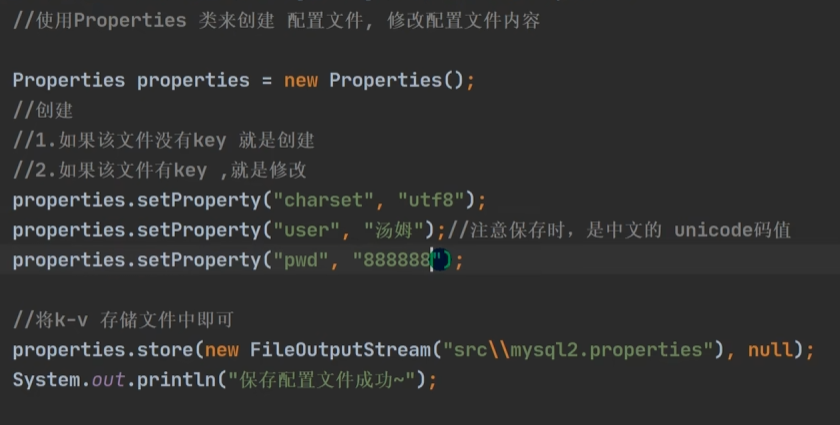 //使用Properties 类来创建 配置文件, 修改配置文件内容
Properties properties = new Properties();
//创建
//1.如果该文件没有key 就是创建
//2.如果该文件有key ,就是修改
properties.setProperty("charset", "utf8");
properties.setProperty("user", "汤姆");//注意保存时，是中文的 unicode码值
properties.setProperty("pwd", "888888");
//将k-v 存储文件中即可
properties.store(new FileOutputStream("src\\mysql2.properties"), null);
System.out.println("保存配置文件成功~");